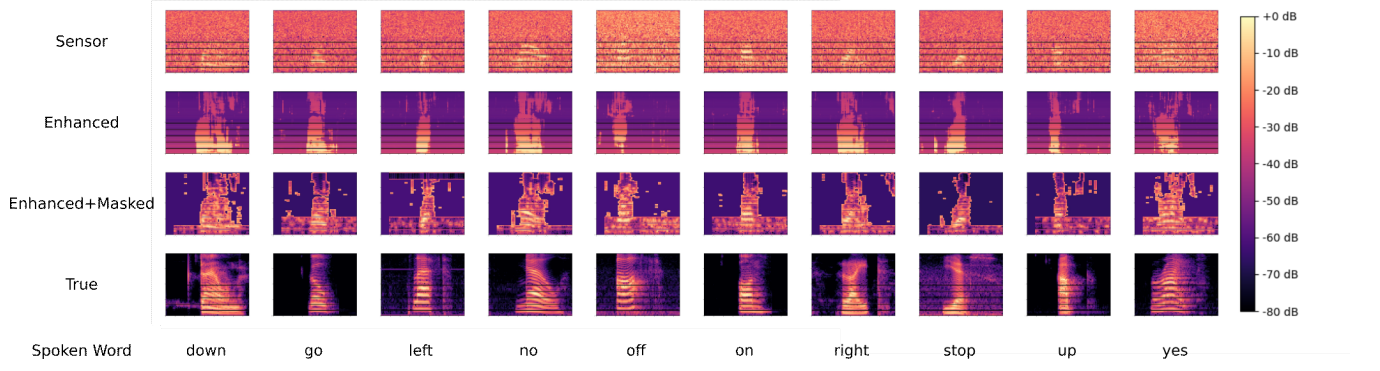 Sensor
Enhanced
Enhanced+Masked
True
Spoken Word down go left no off on right stop up yes
+0 dB
-10 dB
-20 dB
-30 dB
-40 dB
-50 dB
-60 dB
-70 dB
-80 dB